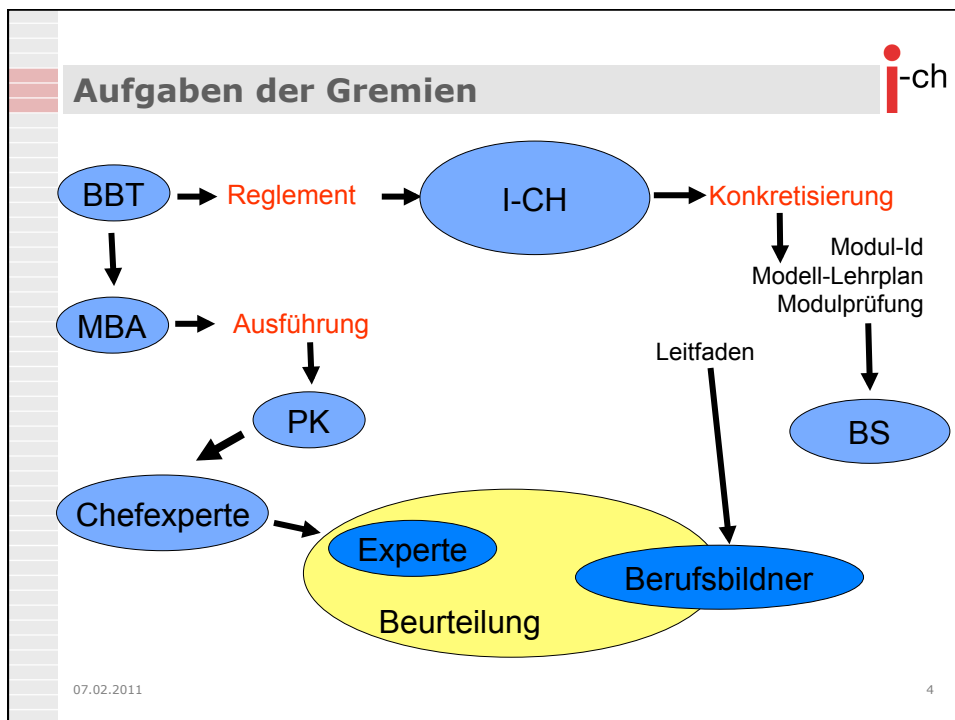 Aufgaben der Gremien
i-ch
BBT
Reglement
I-CH
Konkretisierung
Modul-Id
Modell-Lehrplan
Modulprüfung
MBA
Ausführung
Leitfaden
PK
BS
Chefexperte
Experte
Berufsbildner
Beurteilung
07.02.2011
4